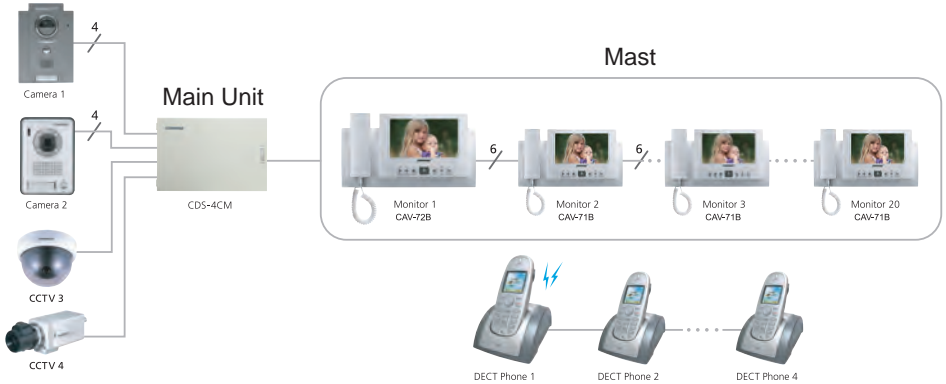 Mast
4
Camera 1
Main Unit
4
6
6
Camera 2
CDS-4CM
Monitor 1
CAV-72B
Monitor 2
CAV-71B
Monitor 3
CAV-71B
Monitor 20
CAV-71B
CCTV 3
CCTV 4
DECT Phone 1
DECT Phone 2
DECT Phone 4